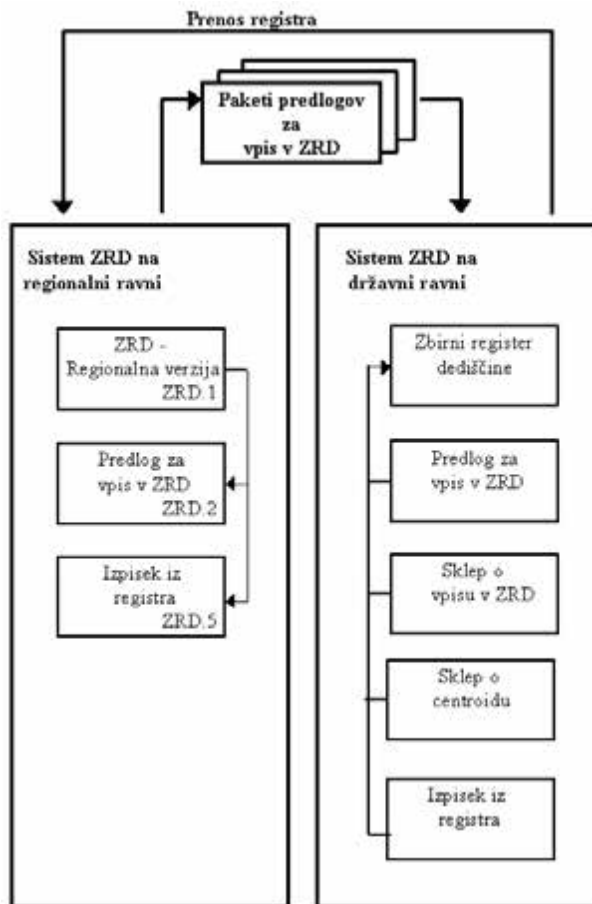 Prenos registra
Paketi predlogov
za
vpis v ZRD
Sistem ZRD na
regionalni ravni
ZRD -
Regionalna verzija
ZRD.1
Predlog za
vpis v ZRD
ZRD.2
Izpisek iz
registra
ZRD.5
Sistem ZRD na
državni ravni
Zbirni register
dediščine
Predlog za
vpis v ZRD
Sklep o
vpisu v ZRD
Sklep o
centroidu
Izpisek iz
registra